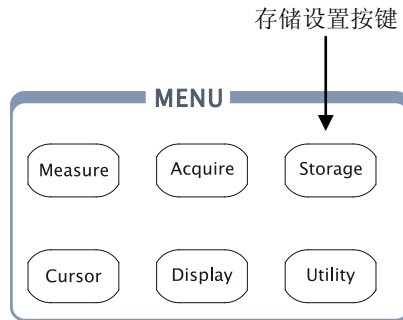 存储设置按键
MENU
Measure Acquire Storage
Cursor Display Utility